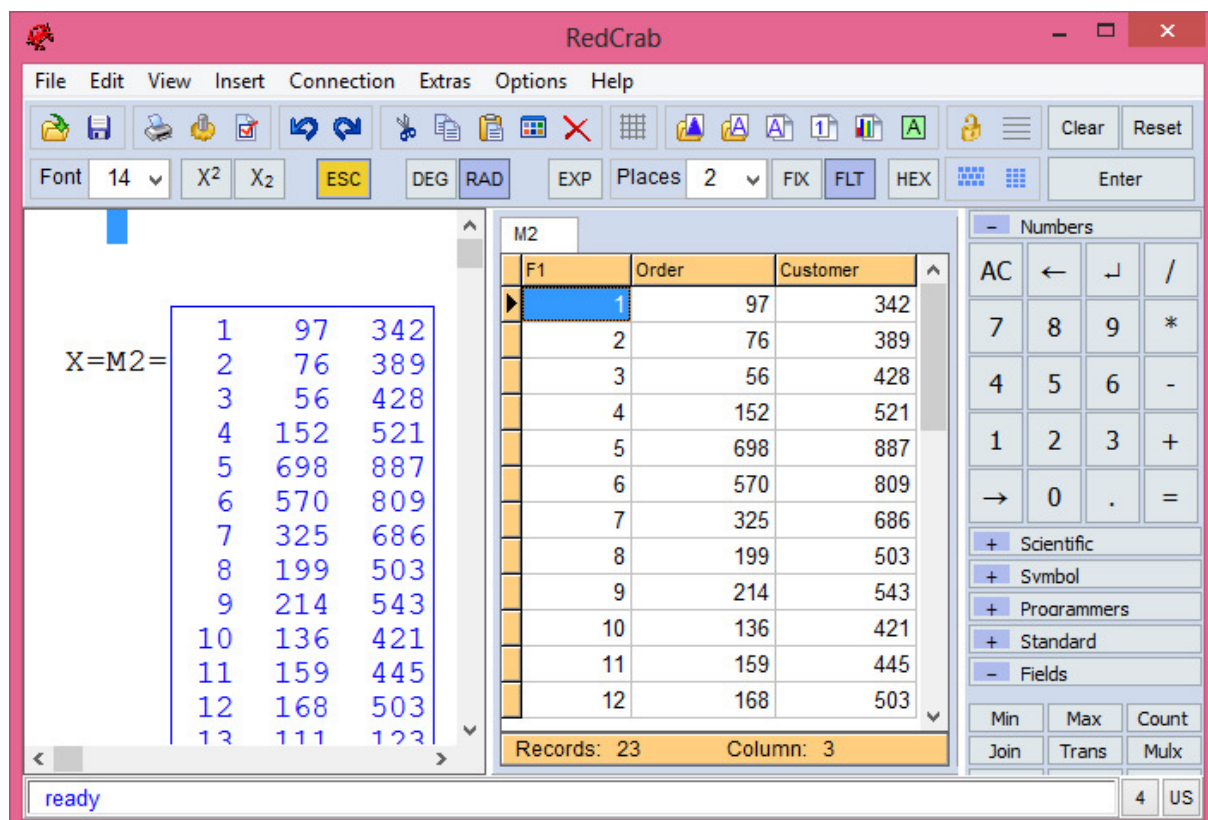 RedCrab
File Edit View Insert Connection Extras Options Help
Clear Reset
Font 14 X² X₂ ESC DEG RAD EXP Places 2 FIX FLT HEX Enter
X=M2=
1 97 342
2 76 389
3 56 428
4 152 521
5 698 887
6 570 809
7 325 686
8 199 503
9 214 543
10 136 421
11 159 445
12 168 503
13 111 123
M2
F1 Order Customer
1 97 342
2 76 389
3 56 428
4 152 521
5 698 887
6 570 809
7 325 686
8 199 503
9 214 543
10 136 421
11 159 445
12 168 503
Records: 23 Column: 3
- Numbers
AC ← ↵ /
7 8 9 *
4 5 6 -
1 2 3 +
→ 0 . =
+ Scientific
+ Symbol
+ Programmers
+ Standard
- Fields
Min Max Count
Join Trans Mulx
ready
4 US